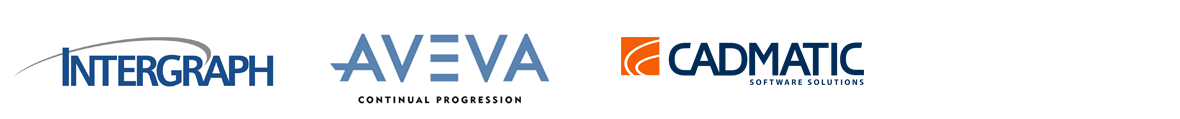 INTERGRAPH
AVEVA
CONTINUAL PROGRESSION
CADMATIC
SOFTWARE SOLUTIONS